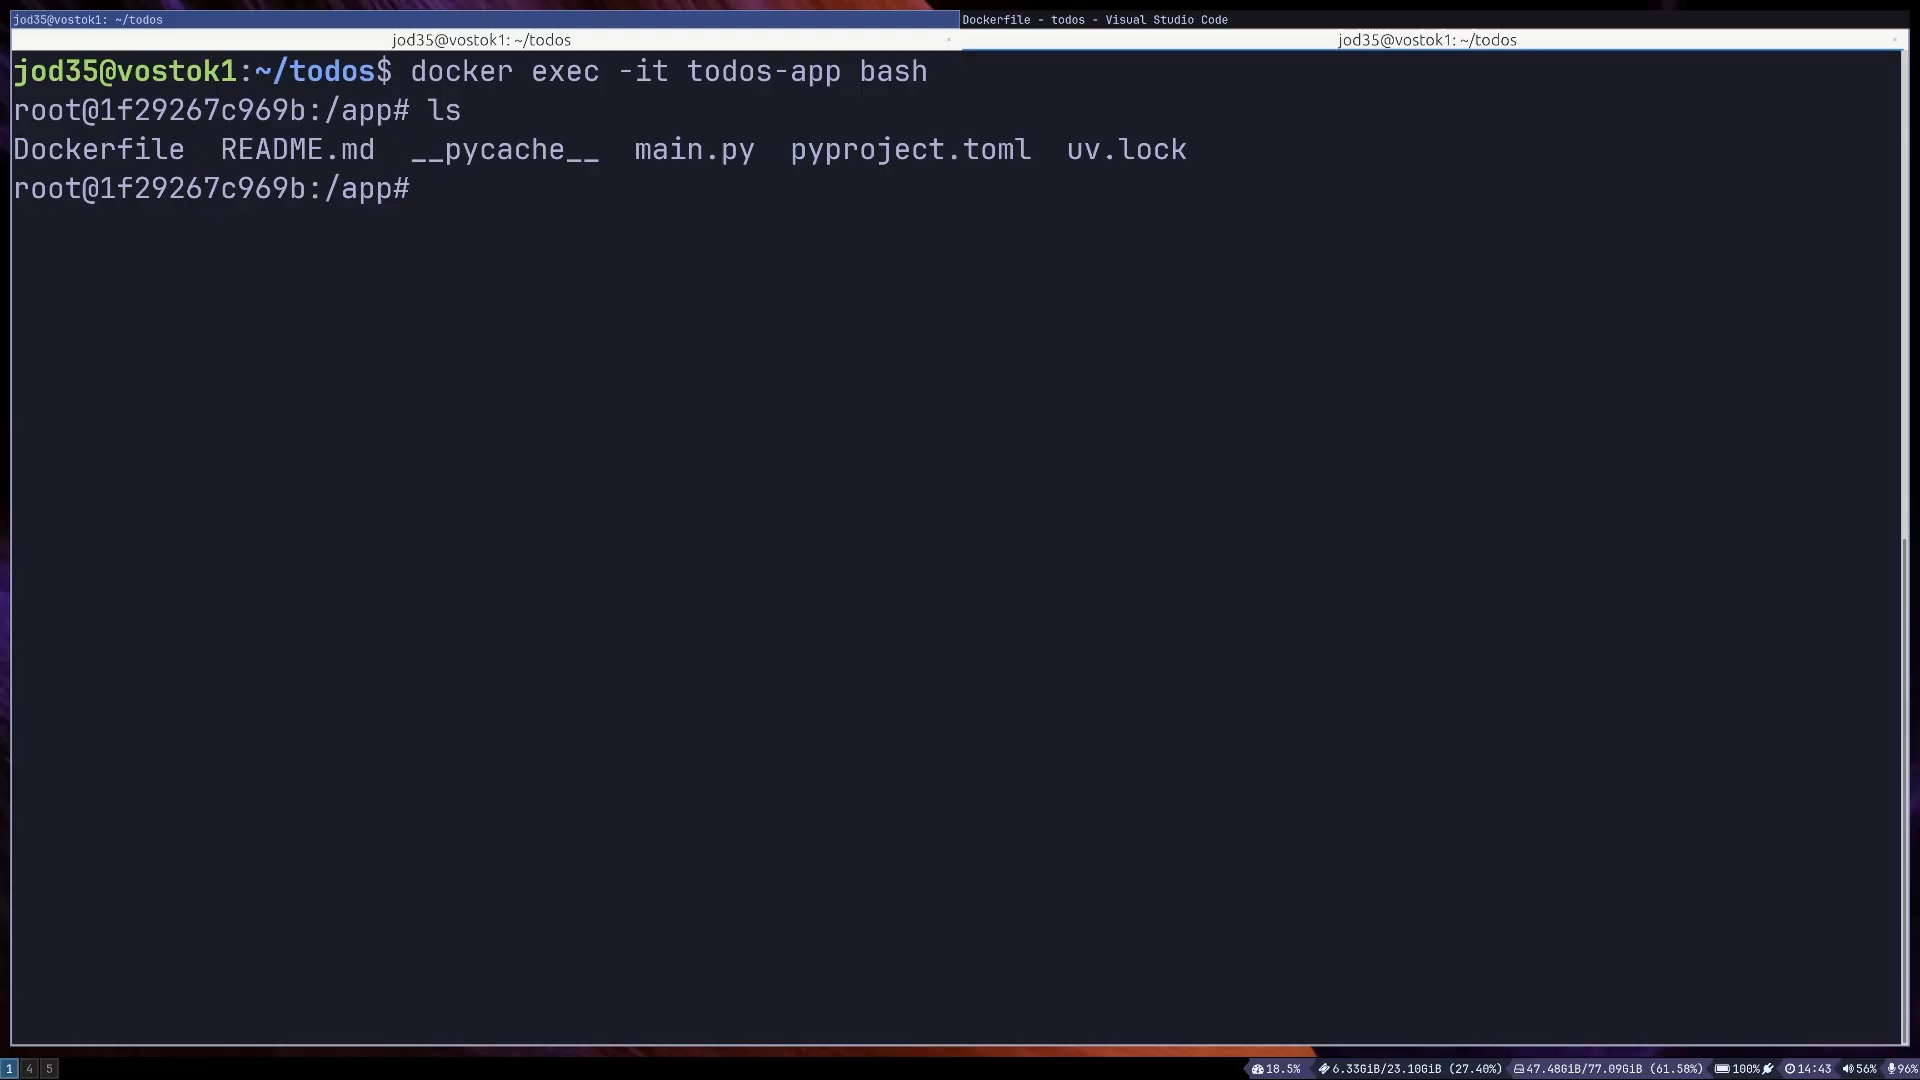 jod35@vostok1: ~/todos
Dockerfile - todos - Visual Studio Code
jod35@vostok1: ~/todos
jod35@vostok1: ~/todos
jod35@vostok1:~/todos$ docker exec -it todos-app bash
root@1f29267c969b:/app# ls
Dockerfile README.md __pycache__ main.py pyproject.toml uv.lock
root@1f29267c969b:/app#
1 4 5
18.5% 6.33GiB/23.10GiB (27.40%) 47.48GiB/77.09GiB (61.58%) 100% 14:43 56% 96%